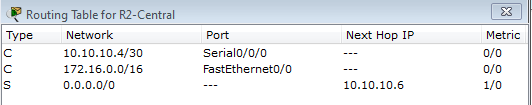 Routing Table for R2-Central
Type Network Port Next Hop IP Metric
C 10.10.10.4/30 Serial0/0/0 --- 0/0
C 172.16.0.0/16 FastEthernet0/0 --- 0/0
S 0.0.0.0/0 --- 10.10.10.6 1/0